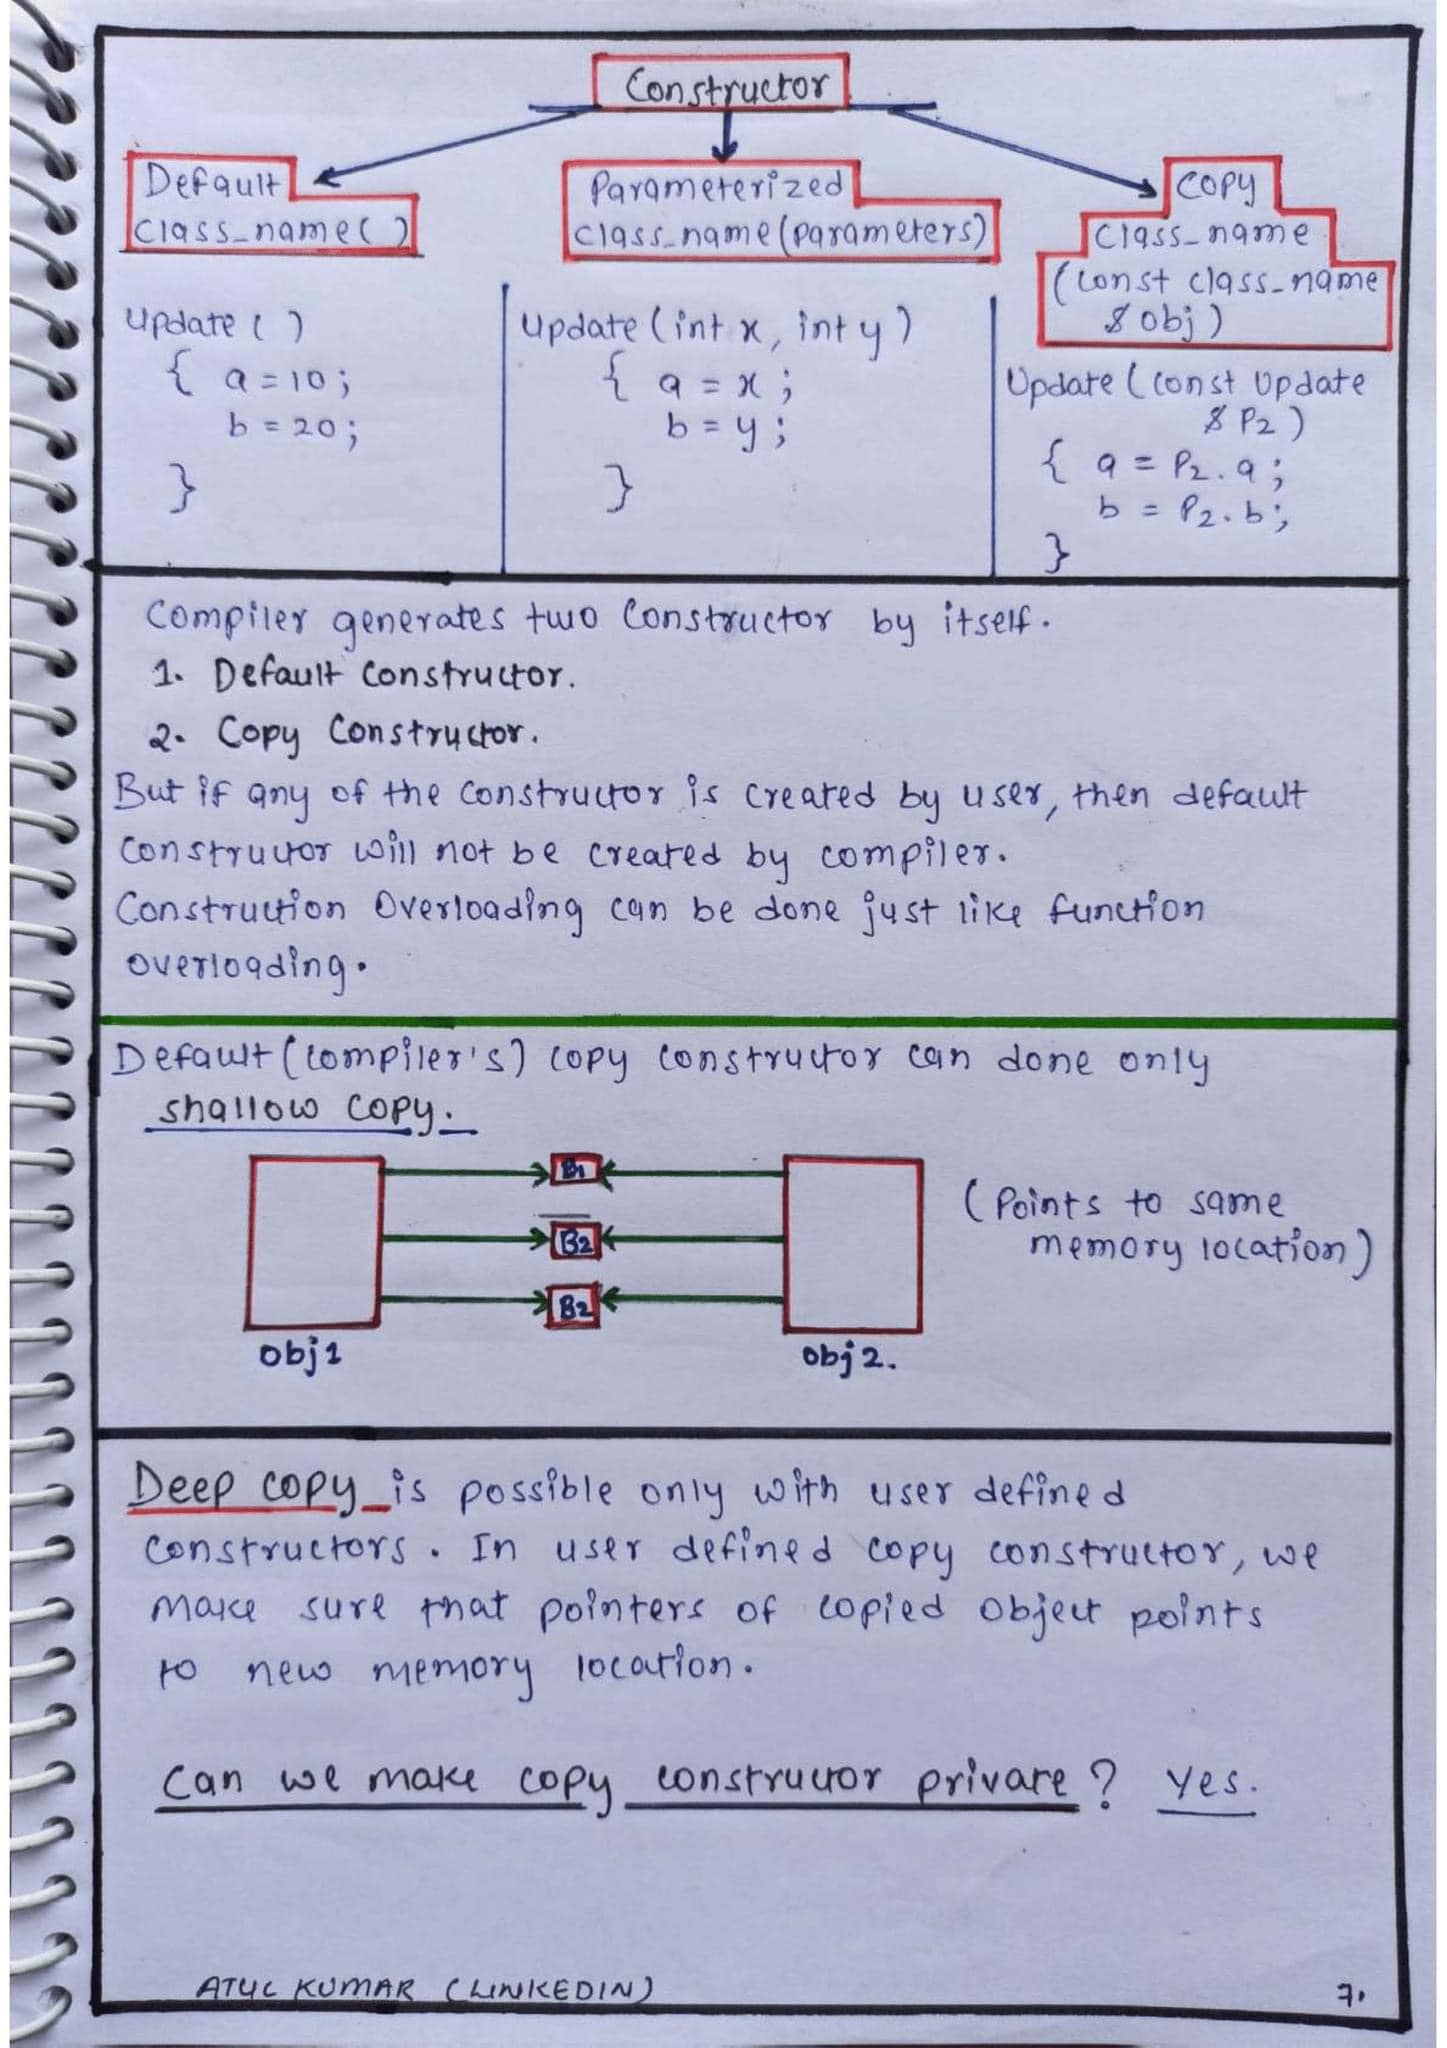 Constructor
Default
class_name( )
Parameterized
class_name(parameters)
copy
class_name
(const class_name
& obj)
update ( )
{ a = 10;
b = 20;
}
update (int x, int y)
{ a = x;
b = y;
}
Update (const Update
& P2)
{ a = P2.a;
b = P2.b;
}
Compiler generates two Constructor by itself.
1. Default Constructor.
2. Copy Constructor.
But if any of the constructor is created by user, then default
constructor will not be created by compiler.
Construction Overloading can be done just like function
overloading.
Default (compiler's) copy constructor can done only
shallow copy.
B1
B2
B2
obj1
obj2.
(Points to same
memory location)
Deep copy is possible only with user defined
constructors. In user defined copy constructor, we
make sure that pointers of copied object points
to new memory location.
Can we make copy constructor private? Yes.
ATUL KUMAR (LINKEDIN)
7.